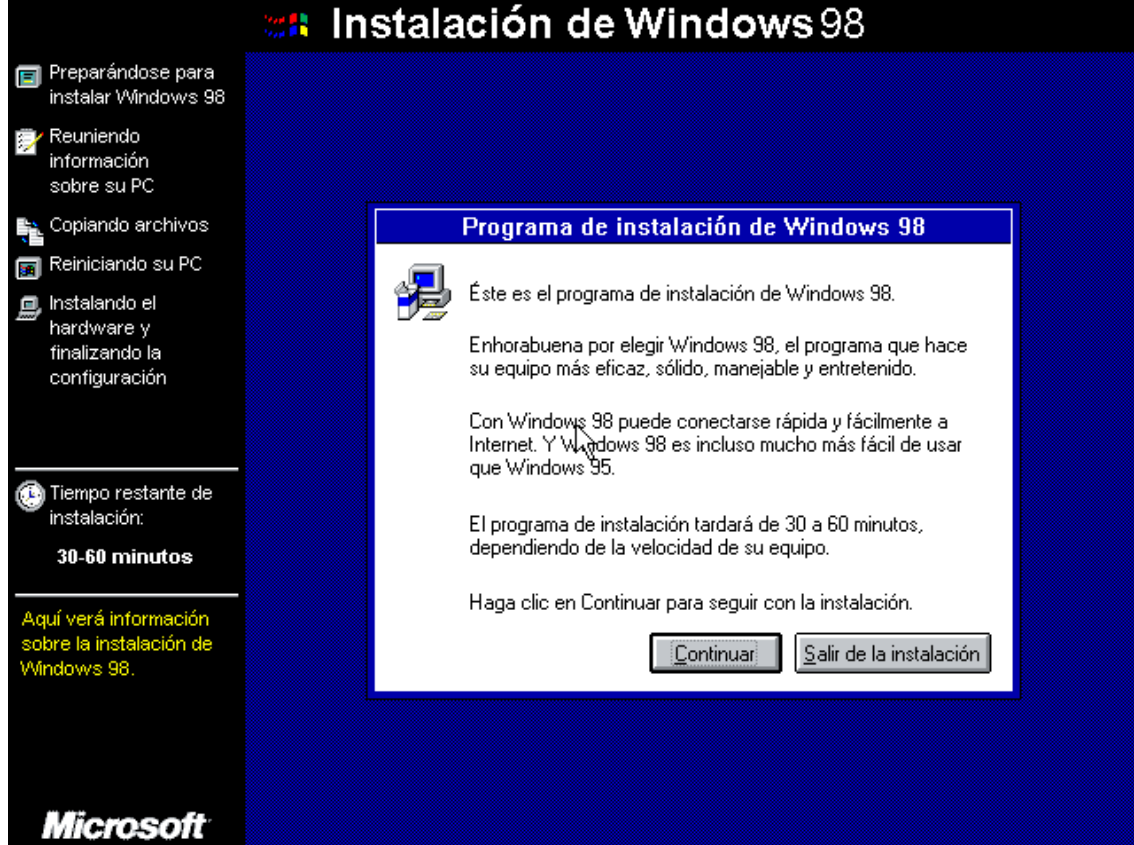 Instalación de Windows 98
Preparándose para
instalar Windows 98
Reuniendo
información
sobre su PC
Copiando archivos
Reiniciando su PC
Instalando el
hardware y
finalizando la
configuración
Tiempo restante de
instalación:
30-60 minutos
Aquí verá información
sobre la instalación de
Windows 98.
Microsoft
Programa de instalación de Windows 98
Éste es el programa de instalación de Windows 98.
Enhorabuena por elegir Windows 98, el programa que hace
su equipo más eficaz, sólido, manejable y entretenido.
Con Windows 98 puede conectarse rápida y fácilmente a
Internet. Y Windows 98 es incluso mucho más fácil de usar
que Windows 95.
El programa de instalación tardará de 30 a 60 minutos,
dependiendo de la velocidad de su equipo.
Haga clic en Continuar para seguir con la instalación.
Continuar Salir de la instalación